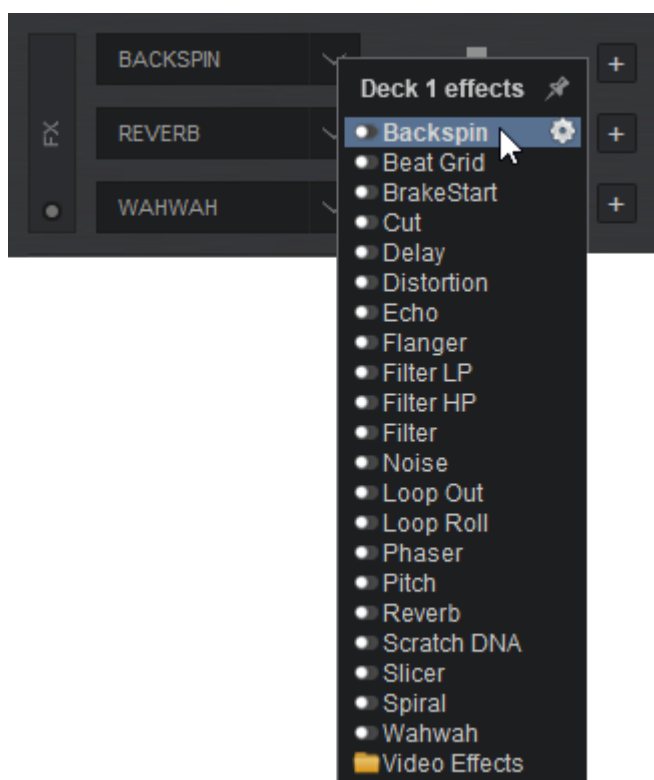 FX
BACKSPIN
+
REVERB
+
WAHWAH
+
Deck 1 effects
Backspin
Beat Grid
BrakeStart
Cut
Delay
Distortion
Echo
Flanger
Filter LP
Filter HP
Filter
Noise
Loop Out
Loop Roll
Phaser
Pitch
Reverb
Scratch DNA
Slicer
Spiral
Wahwah
Video Effects